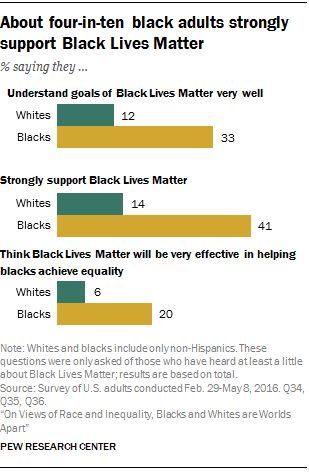 About four-in-ten black adults strongly
support Black Lives Matter
% saying they ...
Understand goals of Black Lives Matter very well
Whites 12
Blacks 33
Strongly support Black Lives Matter
Whites 14
Blacks 41
Think Black Lives Matter will be very effective in helping
blacks achieve equality
Whites 6
Blacks 20
Note: Whites and blacks include only non-Hispanics. These
questions were only asked of those who have heard at least a little
about Black Lives Matter; results are based on total.
Source: Survey of U.S. adults conducted Feb. 29-May 8, 2016. Q34,
Q35, Q36.
“On Views of Race and Inequality, Blacks and Whites are Worlds
Apart”
PEW RESEARCH CENTER